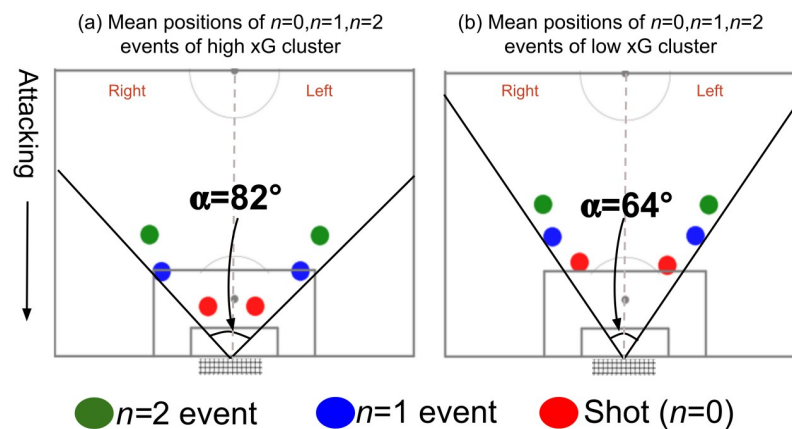 (a) Mean positions of n=0,n=1,n=2
events of high xG cluster
(b) Mean positions of n=0,n=1,n=2
events of low xG cluster
Attacking
Right
Left
α=82°
Right
Left
α=64°
n=2 event
n=1 event
Shot (n=0)